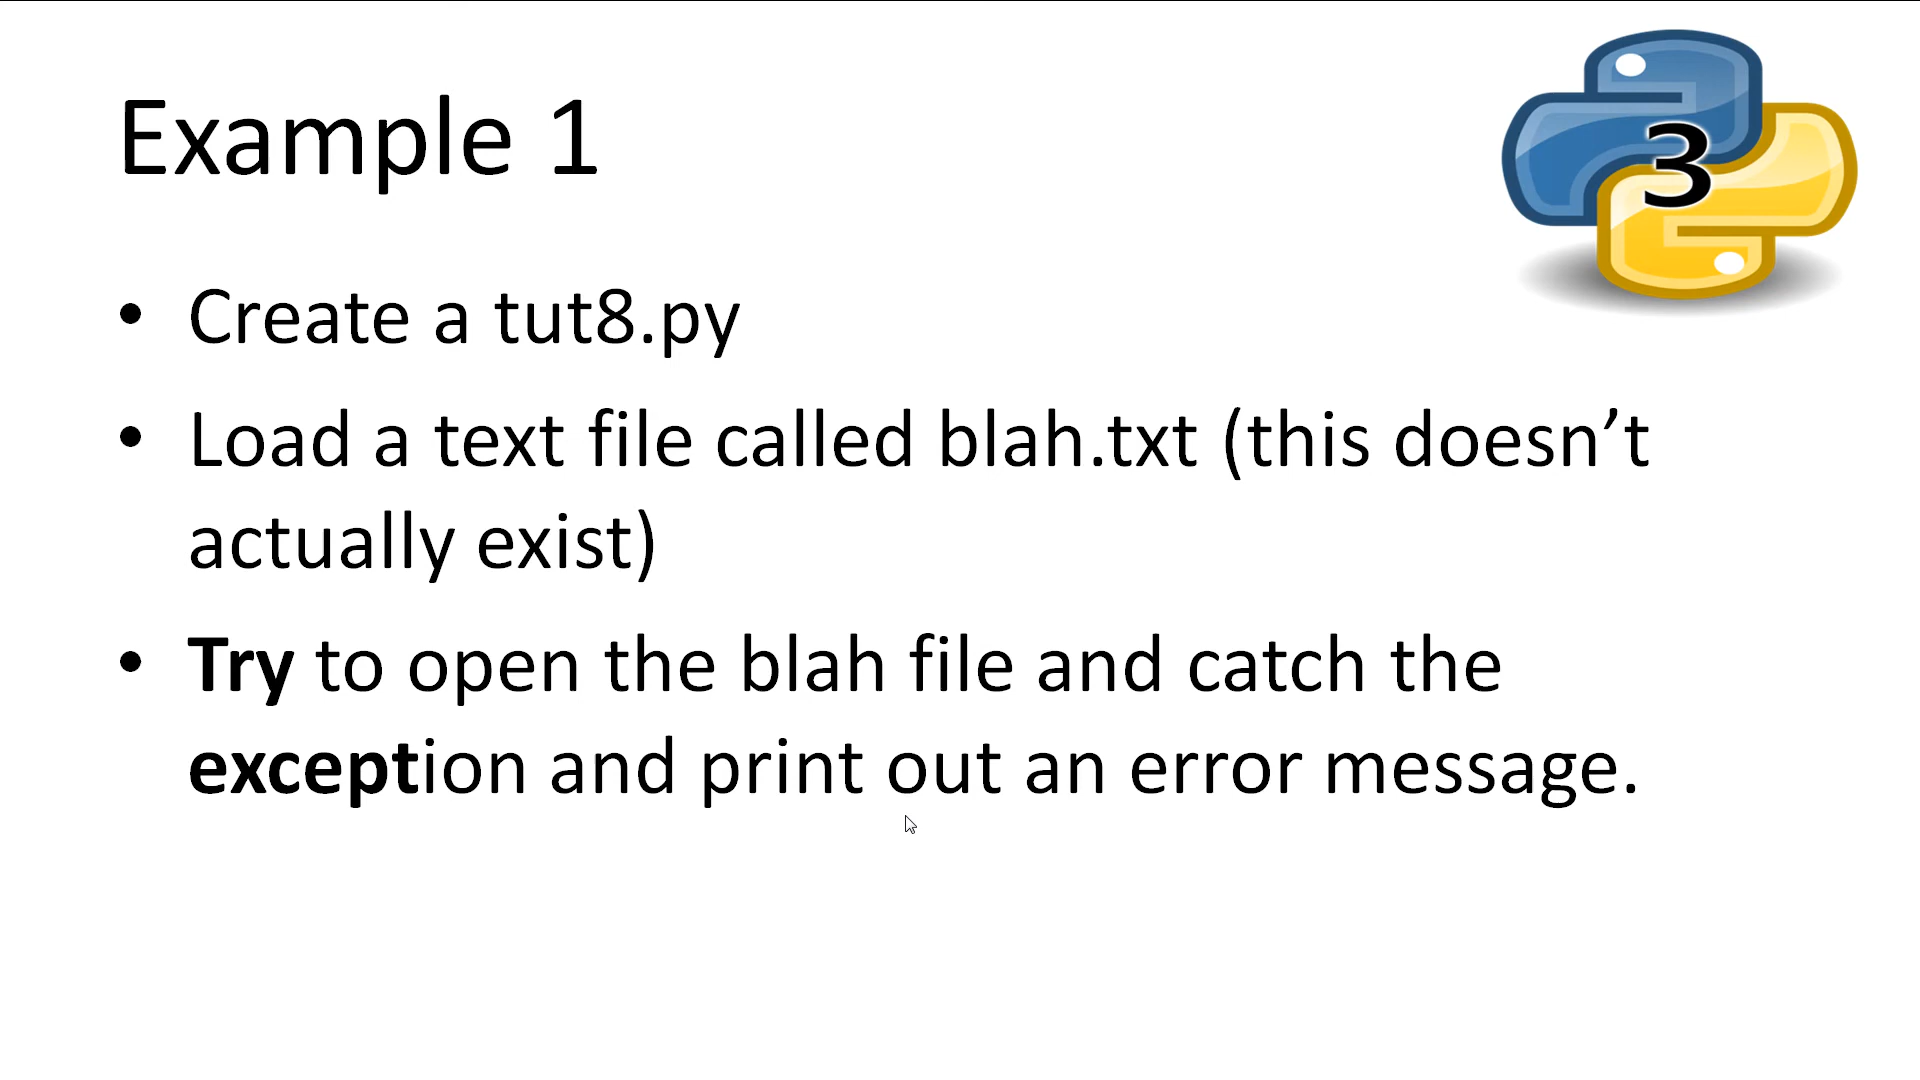 Example 1
3
• Create a tut8.py
• Load a text file called blah.txt (this doesn’t
actually exist)
• Try to open the blah file and catch the
exception and print out an error message.